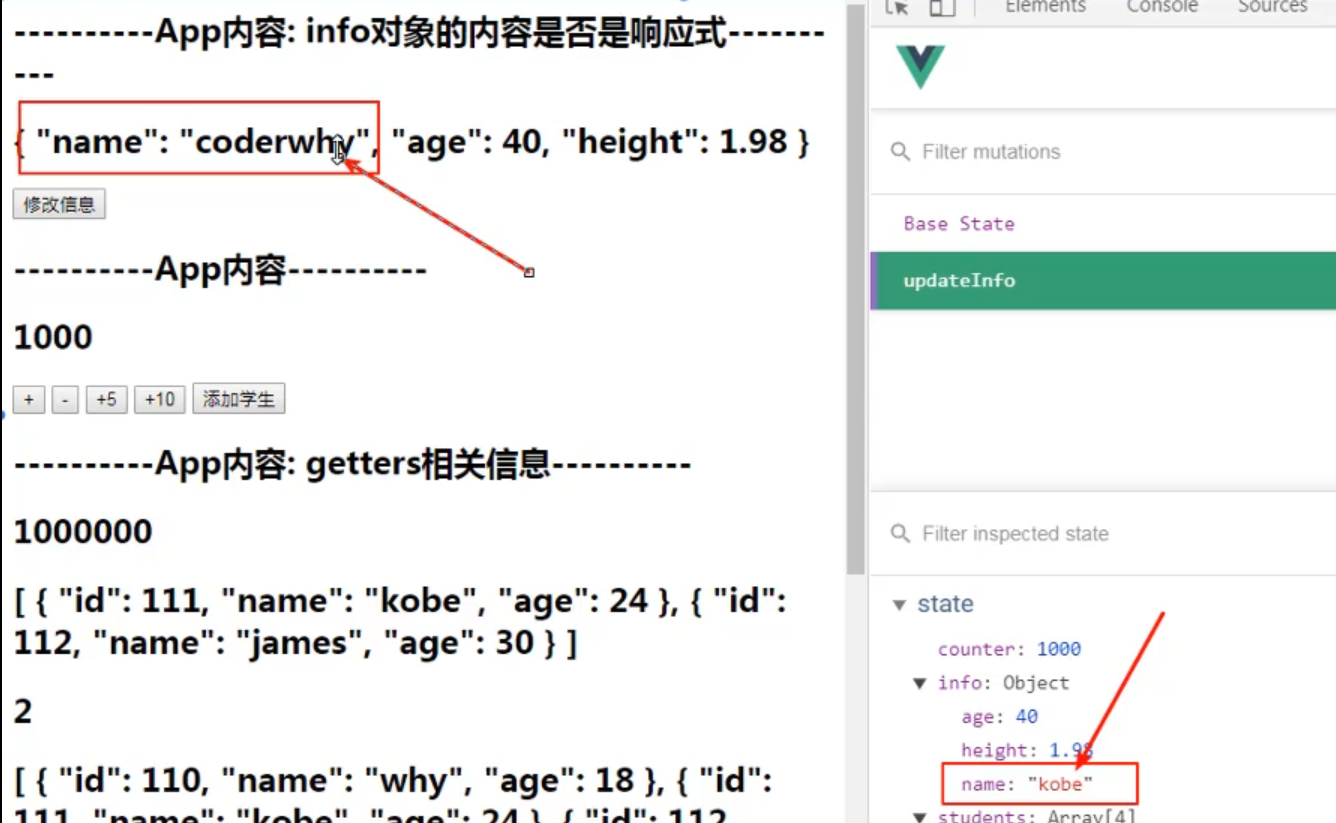 ----------App内容: info对象的内容是否是响应式-------
---
{ "name": "coderwhy", "age": 40, "height": 1.98 }
修改信息
----------App内容----------
1000
+ - +5 +10 添加学生
----------App内容: getters相关信息----------
1000000
[ { "id": 111, "name": "kobe", "age": 24 }, { "id":
112, "name": "james", "age": 30 } ]
2
[ { "id": 110, "name": "why", "age": 18 }, { "id":
111, "name": "kobe", "age": 24 }, { "id": 112,
Elements Console Sources
Filter mutations
Base State
updateInfo
Filter inspected state
state
counter: 1000
info: Object
age: 40
height: 1.98
name: "kobe"
students: Array[4]